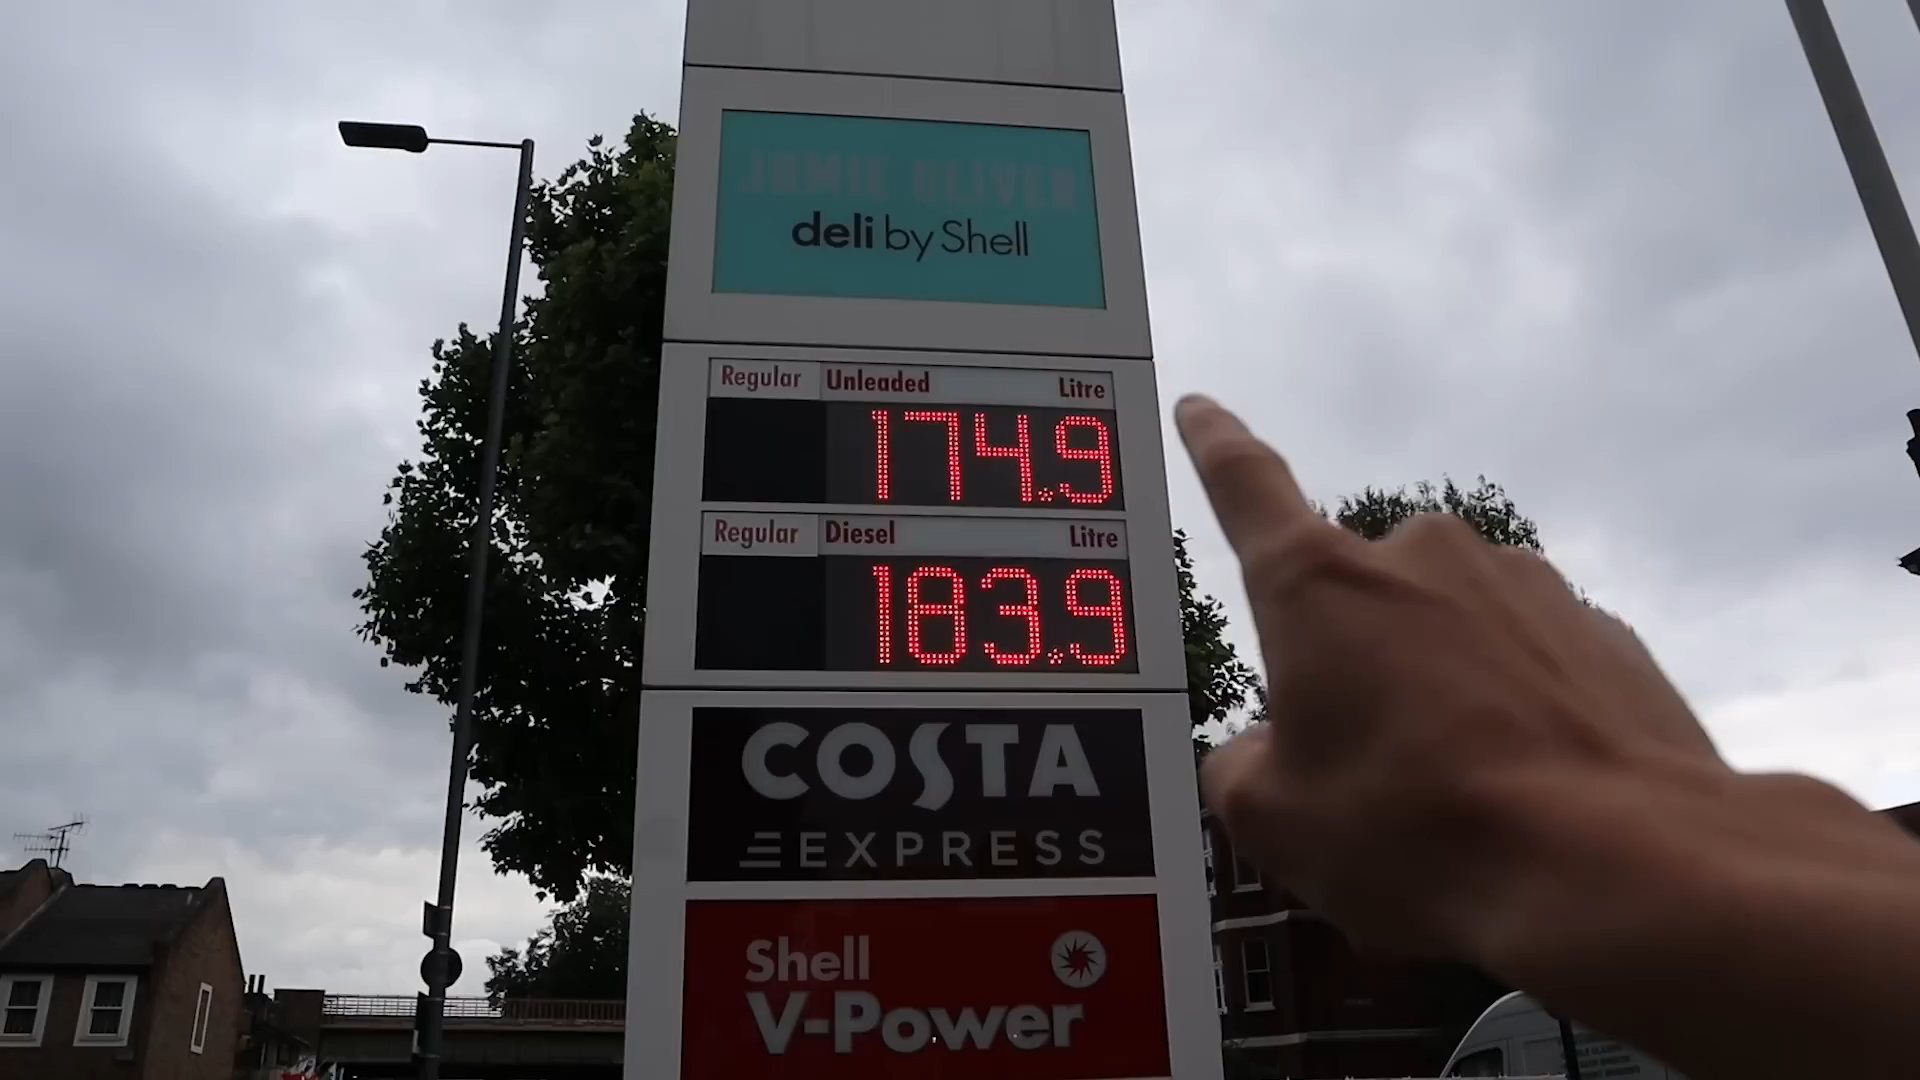 JAMIE OLIVER
deli by Shell
Regular Unleaded Litre
174.9
Regular Diesel Litre
183.9
COSTA
EXPRESS
Shell
V-Power